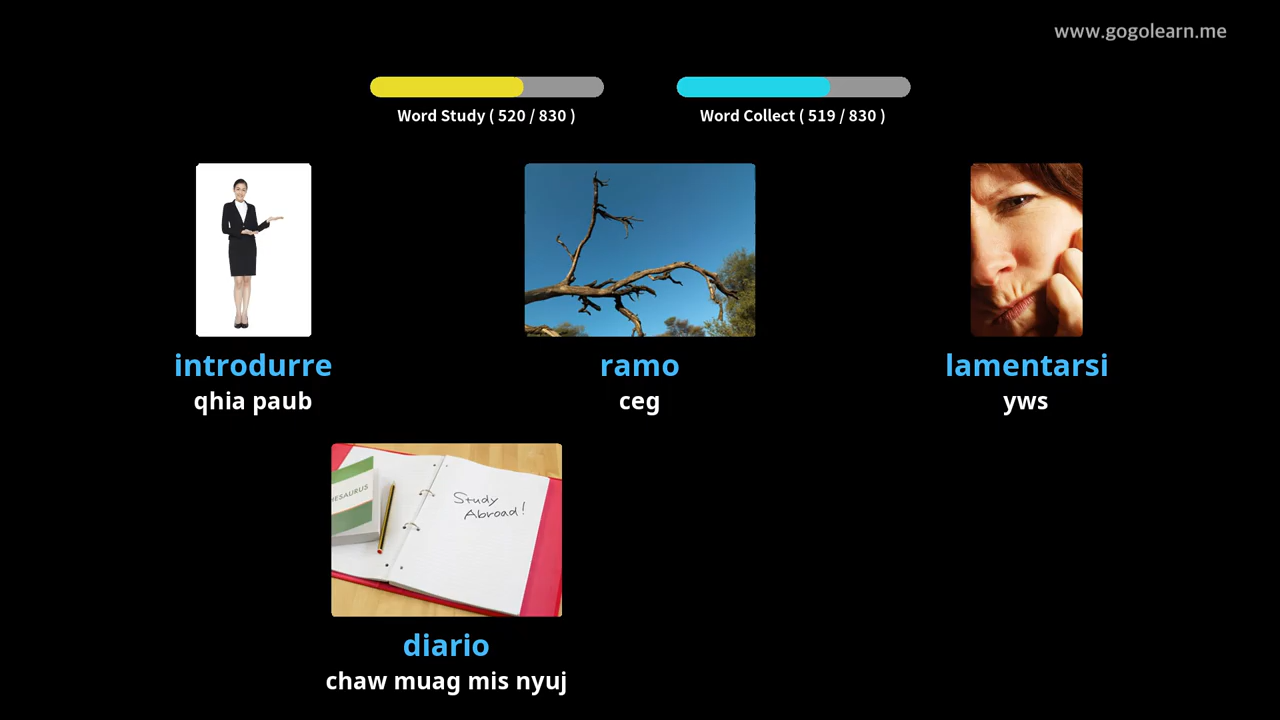 www.gogolearn.me
Word Study ( 520 / 830 )
Word Collect ( 519 / 830 )
introdurre
qhia paub
ramo
ceg
lamentarsi
yws
HESAURUS
Study
Abroad!
diario
chaw muag mis nyuj